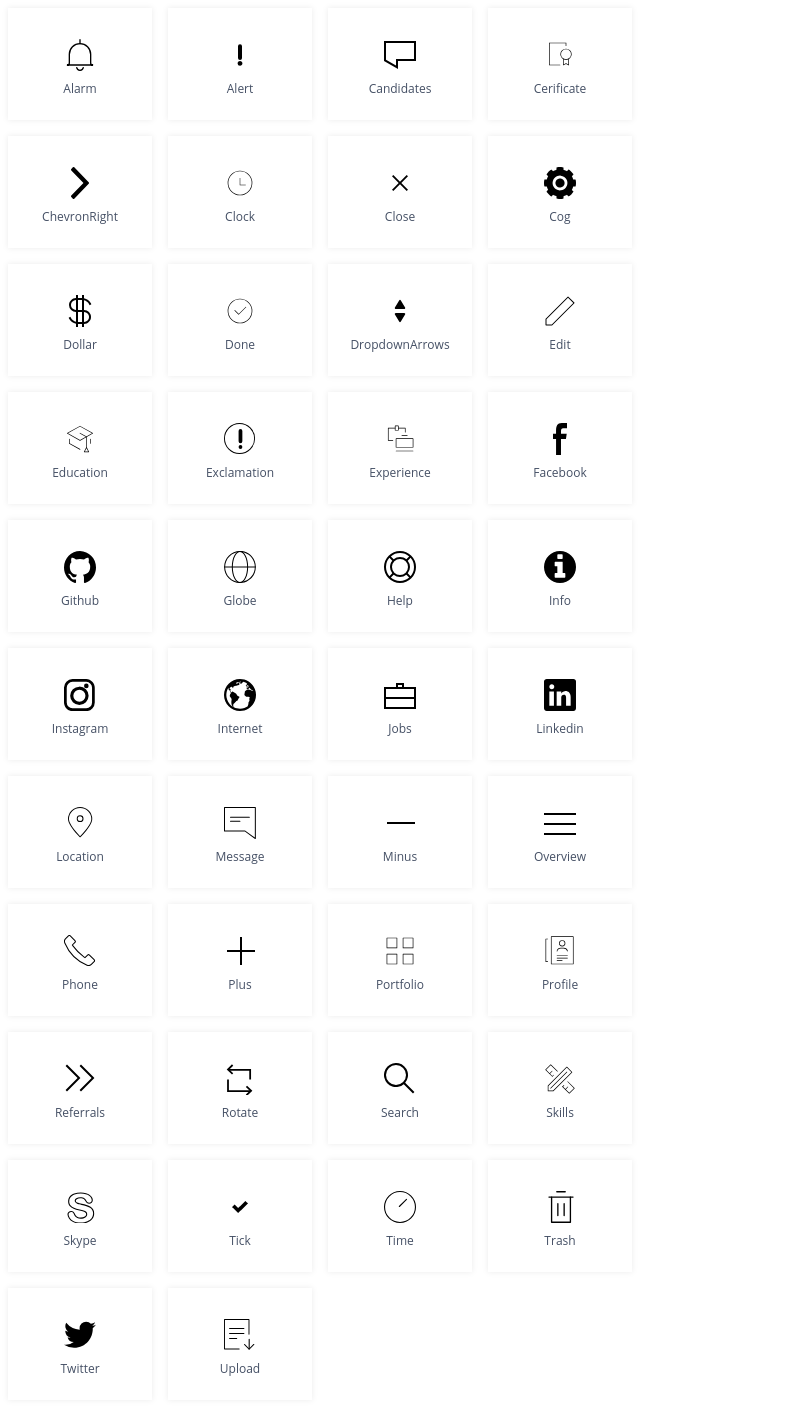 Alarm
Alert
Candidates
Cerificate
ChevronRight
Clock
Close
Cog
Dollar
Done
DropdownArrows
Edit
Education
Exclamation
Experience
Facebook
Github
Globe
Help
Info
Instagram
Internet
Jobs
Linkedin
Location
Message
Minus
Overview
Phone
Plus
Portfolio
Profile
Referrals
Rotate
Search
Skills
Skype
Tick
Time
Trash
Twitter
Upload